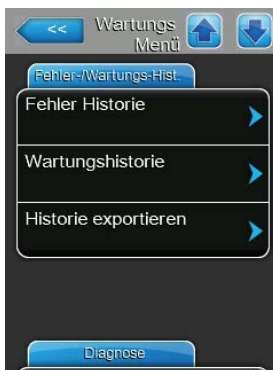 <<
Wartungs
Menü
Fehler-/Wartungs-Hist.
Fehler Historie
Wartungshistorie
Historie exportieren
Diagnose